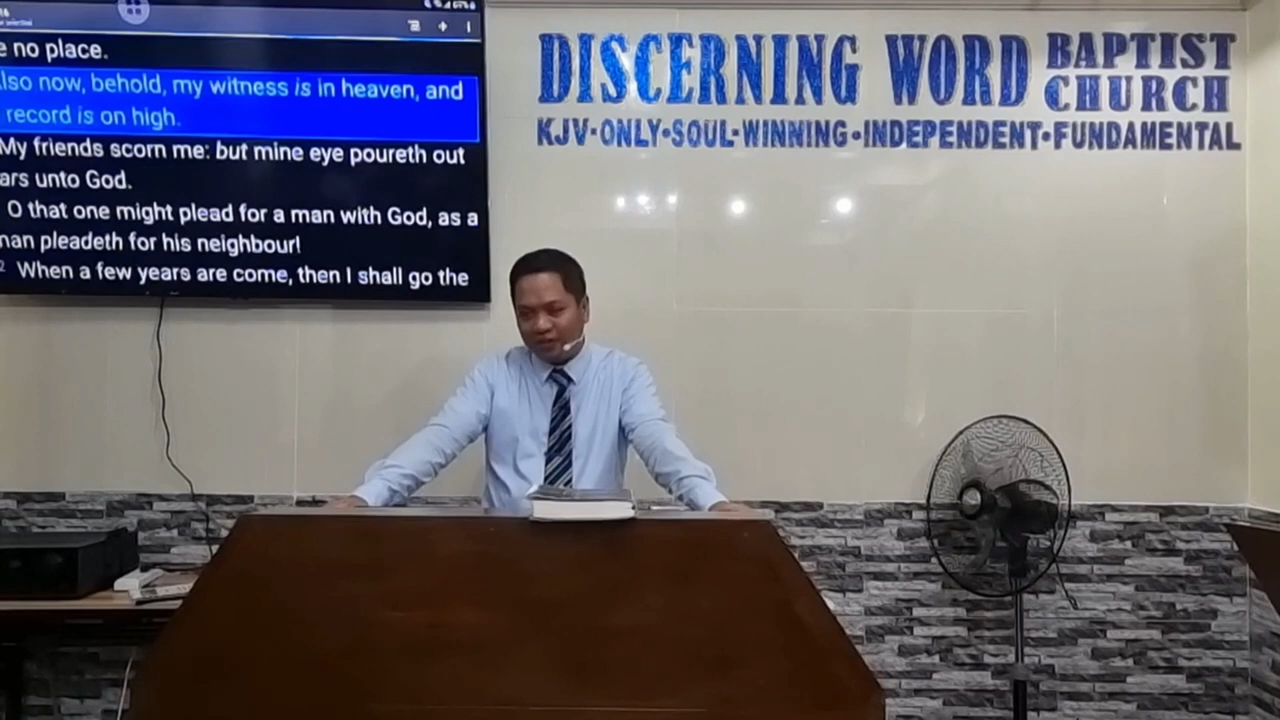 e no place.
lso now, behold, my witness is in heaven, and
record is on high.
My friends scorn me: but mine eye poureth out
ars unto God.
O that one might plead for a man with God, as a
man pleadeth for his neighbour!
When a few years are come, then I shall go the
DISCERNING WORD BAPTIST CHURCH
KJV-ONLY•SOUL-WINNING•INDEPENDENT•FUNDAMENTAL